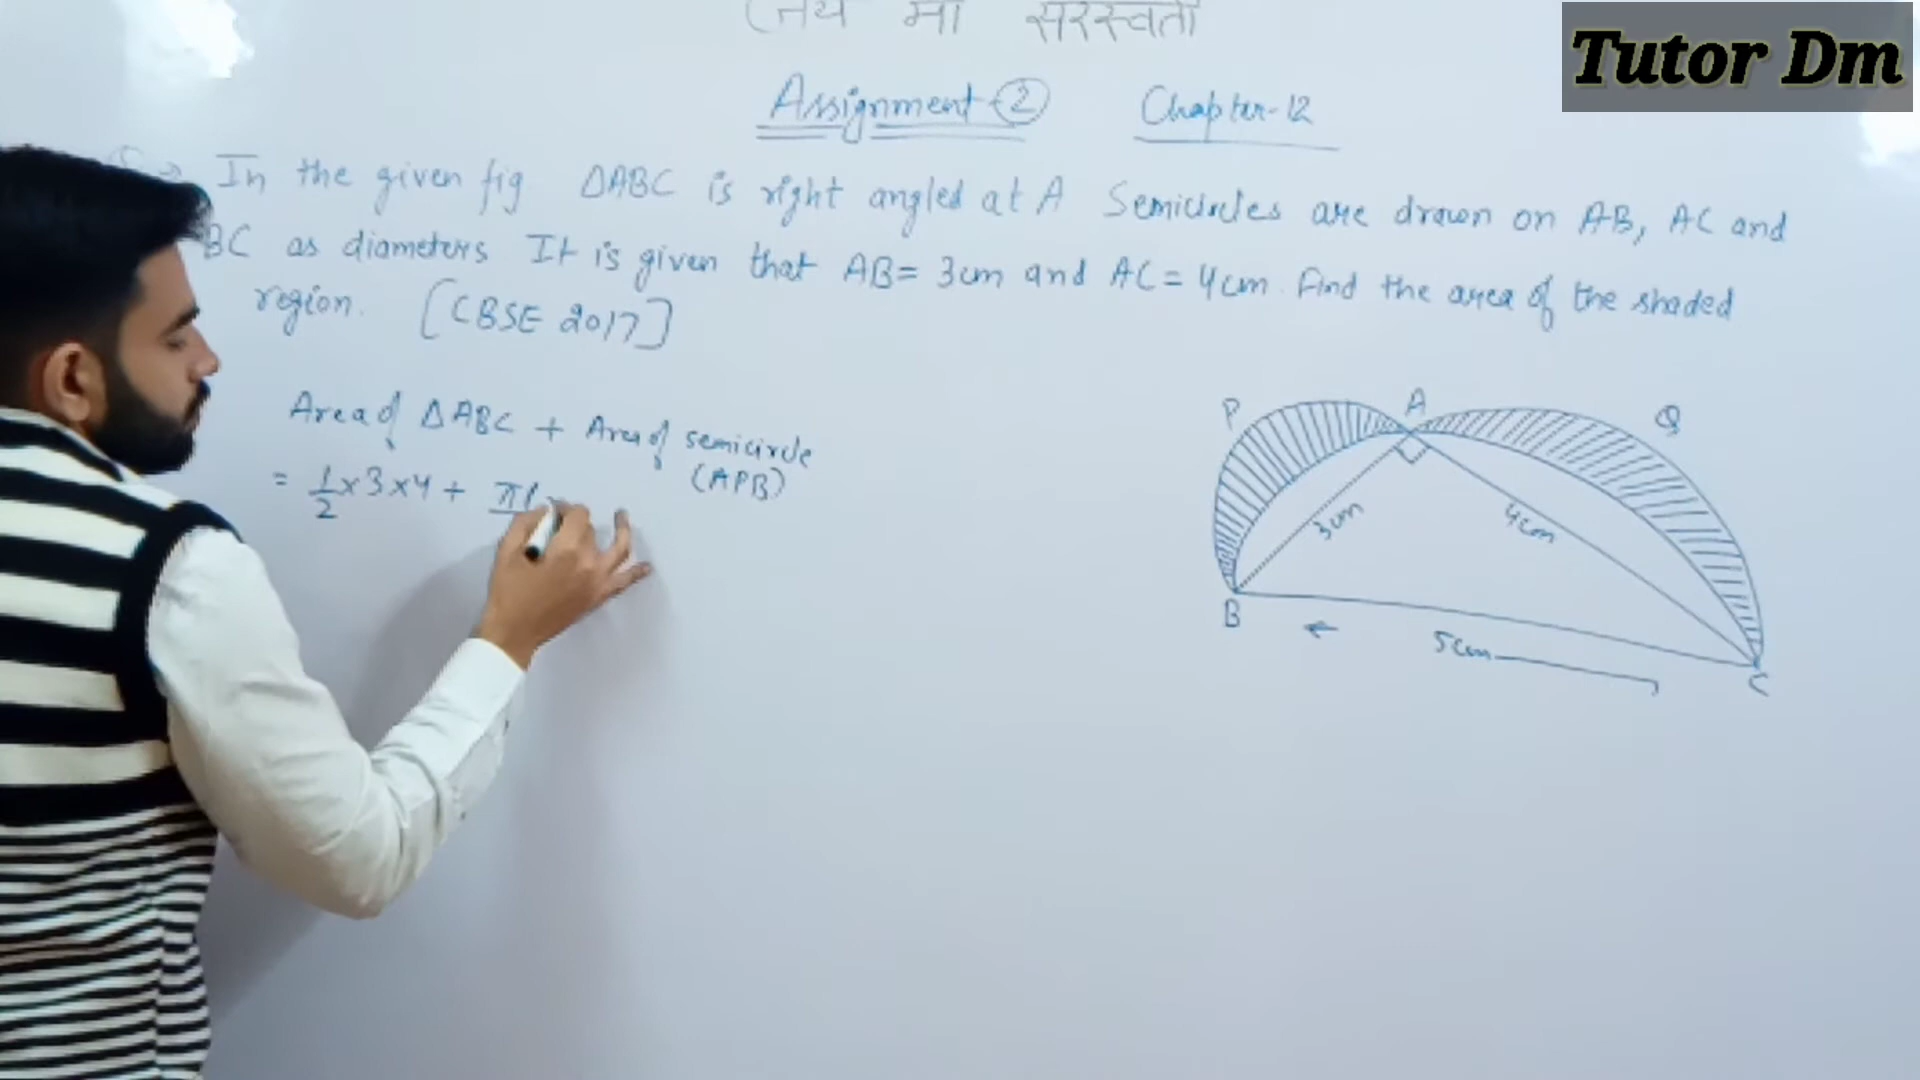 जय मां सरस्वती
Tutor Dm
Assignment - ② Chapter-12
In the given fig ΔABC is right angled at A Semicircles are drawn on AB, AC and
BC as diameters It is given that AB= 3cm and AC = 4cm. Find the area of the shaded
region. [CBSE 2017]
Area of ΔABC + Area of semicircle
(APB)
= 1/2 x 3 x 4 + π
P A Q
3cm 4cm
B
5cm
C